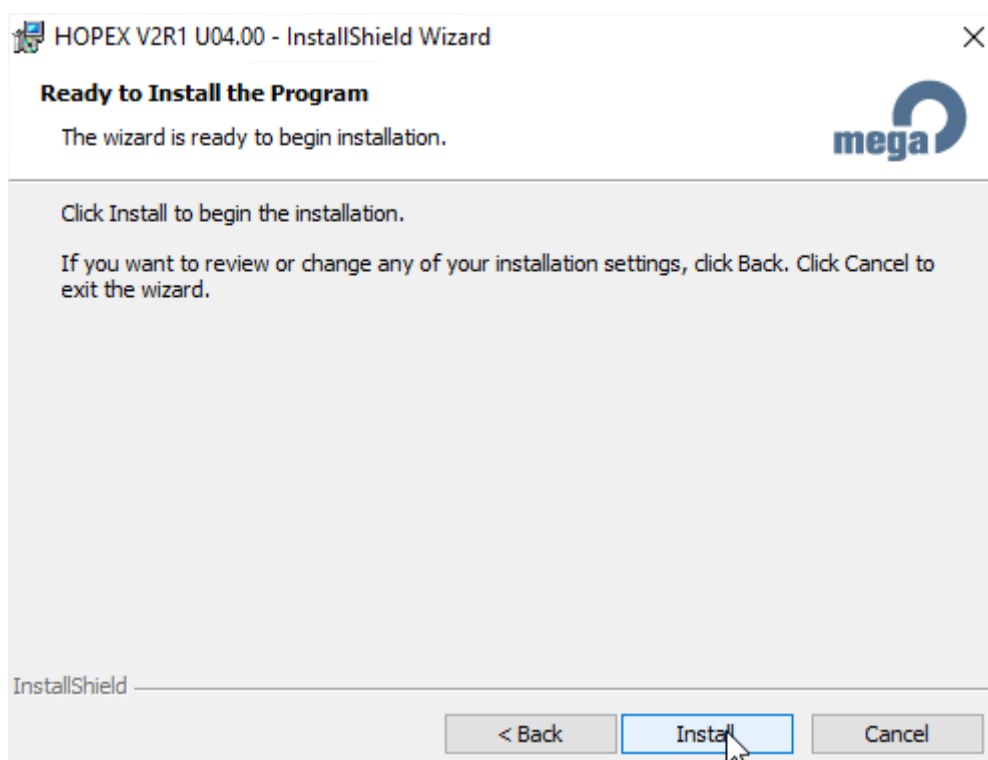 HOPEX V2R1 U04.00 - InstallShield Wizard
Ready to Install the Program
The wizard is ready to begin installation.
mega
Click Install to begin the installation.
If you want to review or change any of your installation settings, click Back. Click Cancel to
exit the wizard.
InstallShield
< Back
Install
Cancel